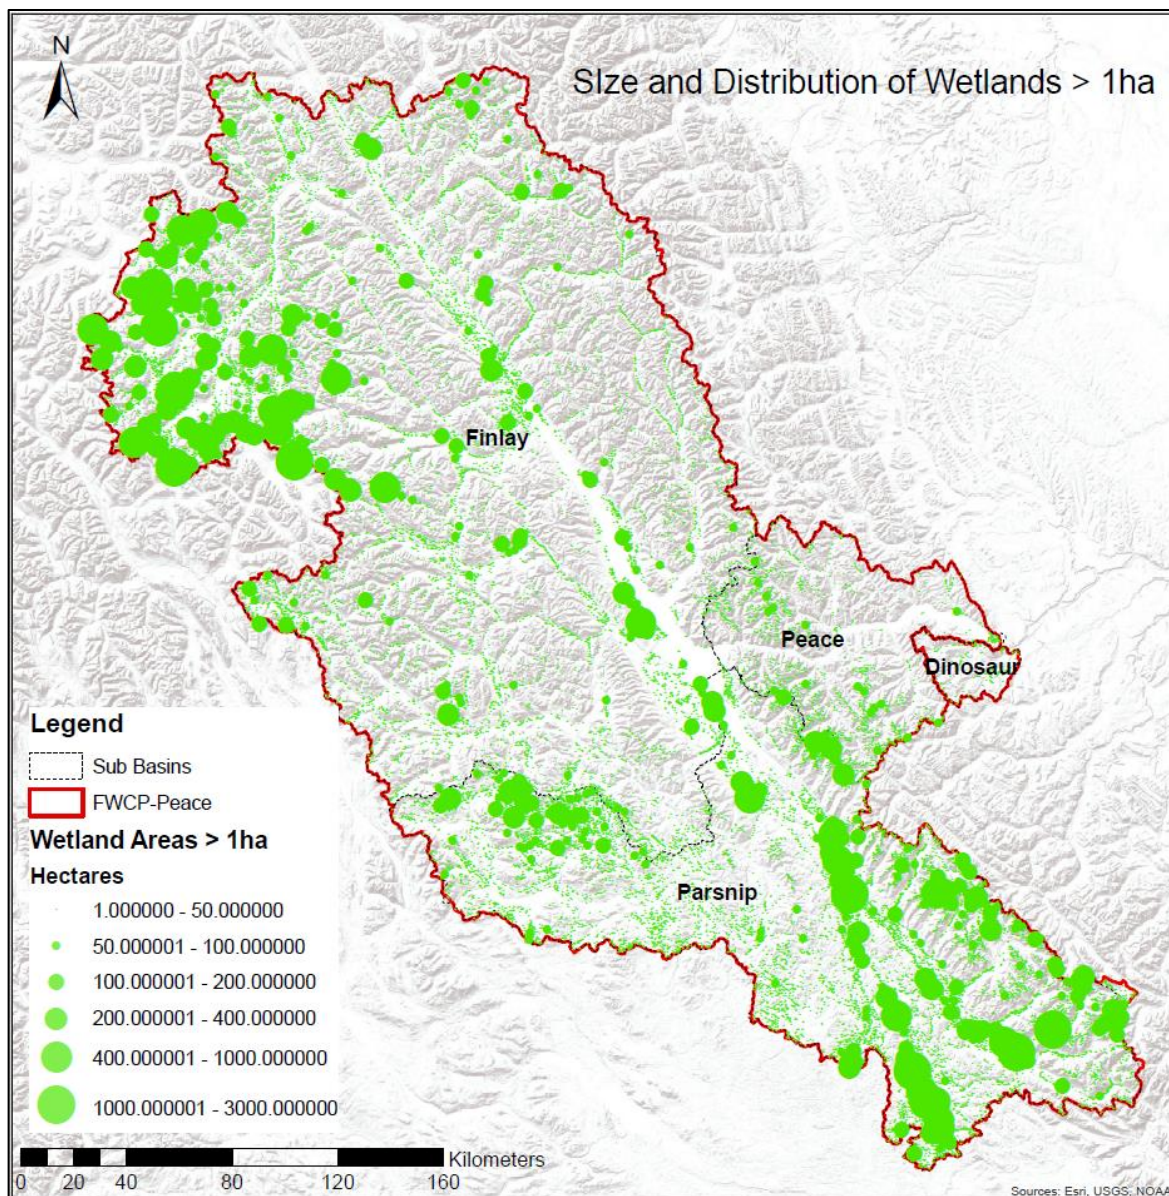 N
SIze and Distribution of Wetlands > 1ha
Finlay
Peace
Dinosaur
Parsnip
Legend
Sub Basins
FWCP-Peace
Wetland Areas > 1ha
Hectares
1.000000 - 50.000000
50.000001 - 100.000000
100.000001 - 200.000000
200.000001 - 400.000000
400.000001 - 1000.000000
1000.000001 - 3000.000000
Kilometers
0 20 40 80 120 160
Sources: Esri, USGS, NOAA